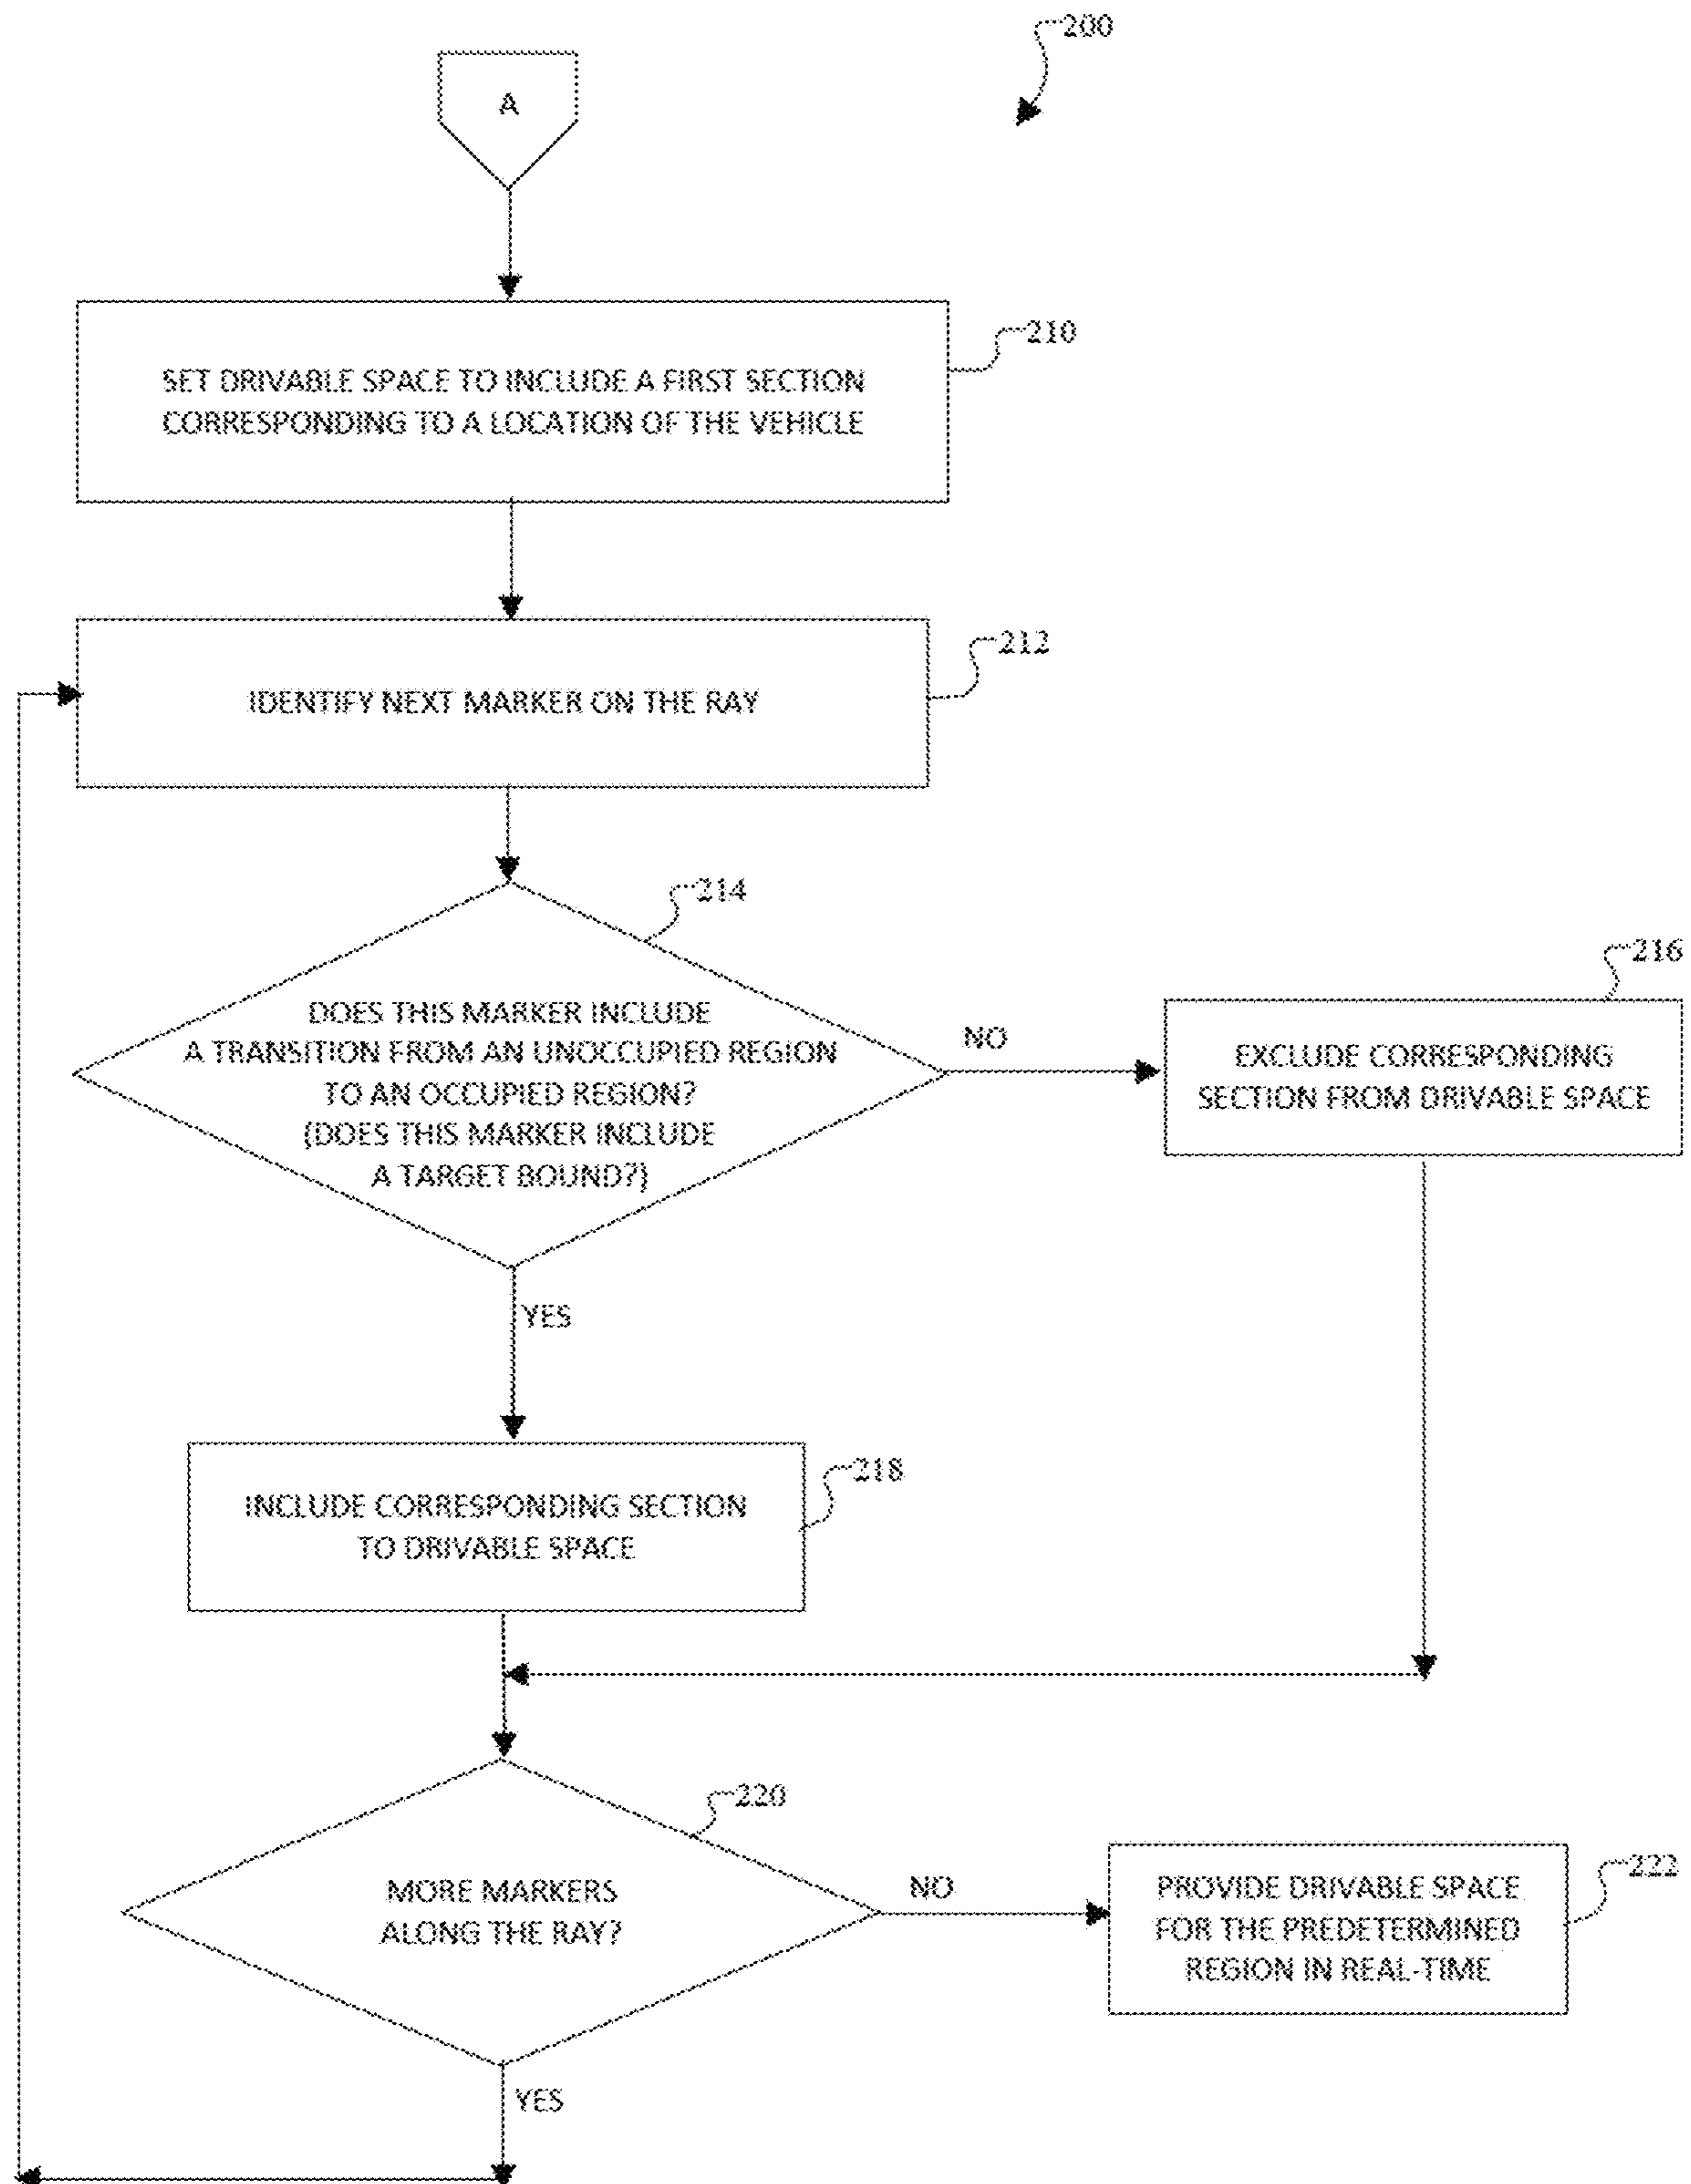 200
A
210
SET DRIVABLE SPACE TO INCLUDE A FIRST SECTION
CORRESPONDING TO A LOCATION OF THE VEHICLE
212
IDENTIFY NEXT MARKER ON THE RAY
214
DOES THIS MARKER INCLUDE
A TRANSITION FROM AN UNOCCUPIED REGION
TO AN OCCUPIED REGION?
(DOES THIS MARKER INCLUDE
A TARGET BOUND?)
NO
216
EXCLUDE CORRESPONDING
SECTION FROM DRIVABLE SPACE
YES
218
INCLUDE CORRESPONDING SECTION
TO DRIVABLE SPACE
220
MORE MARKERS
ALONG THE RAY?
NO
222
PROVIDE DRIVABLE SPACE
FOR THE PREDETERMINED
REGION IN REAL-TIME
YES